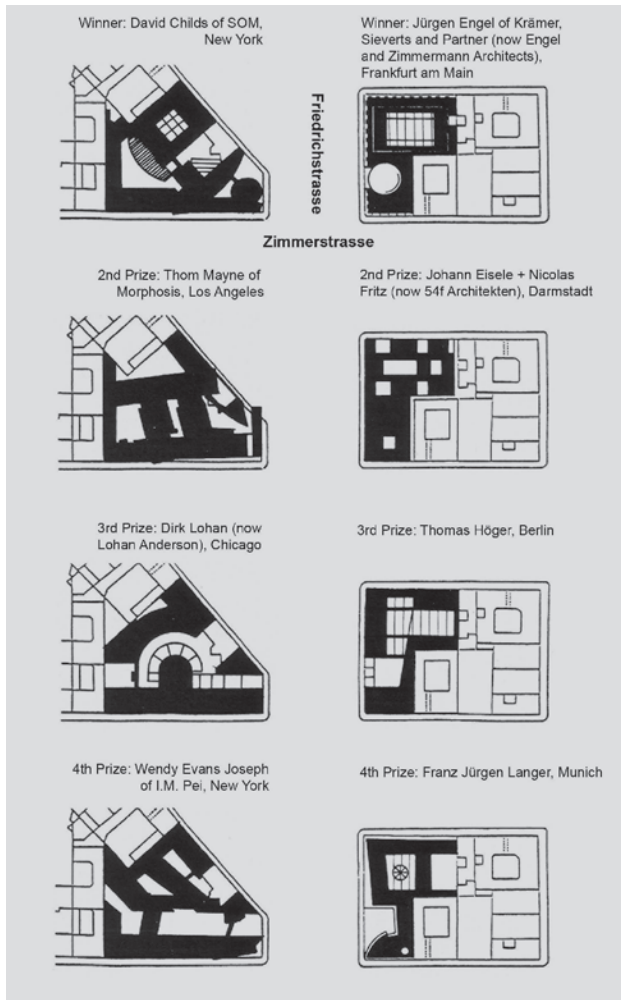 Winner: David Childs of SOM,
New York
Winner: Jürgen Engel of Krämer,
Sieverts and Partner (now Engel
and Zimmermann Architects),
Frankfurt am Main
Friedrichstrasse
Zimmerstrasse
2nd Prize: Thom Mayne of
Morphosis, Los Angeles
2nd Prize: Johann Eisele + Nicolas
Fritz (now 54f Architekten), Darmstadt
3rd Prize: Dirk Lohan (now
Lohan Anderson), Chicago
3rd Prize: Thomas Höger, Berlin
4th Prize: Wendy Evans Joseph
of I.M. Pei, New York
4th Prize: Franz Jürgen Langer, Munich